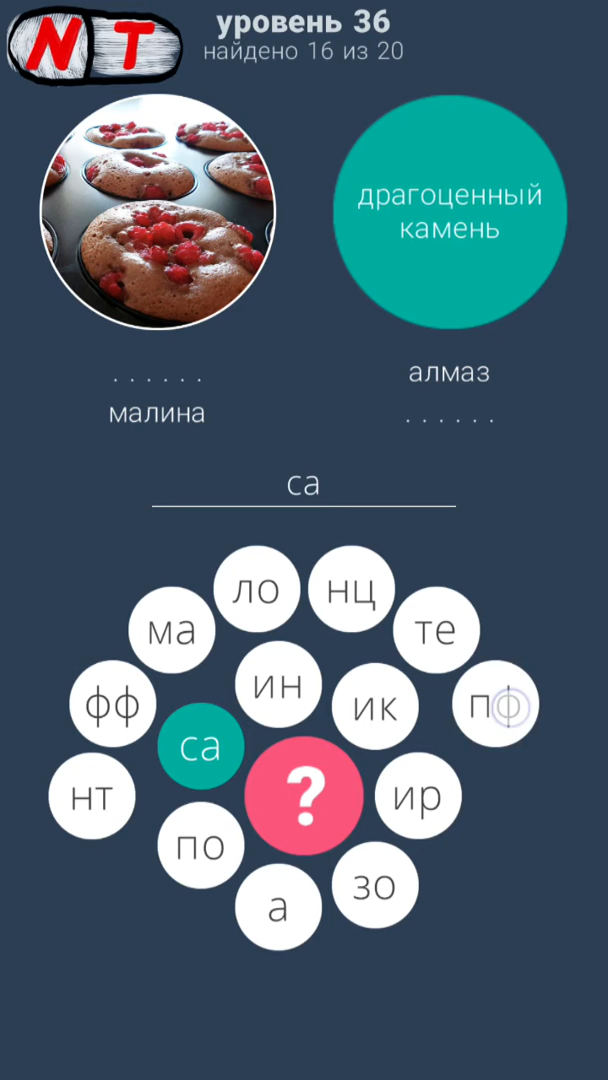 NT
уровень 36
найдено 16 из 20
драгоценный
камень
......
малина
алмаз
......
са
ло
нц
ма
те
ин
фф
ик
пф
са
нт
?
ир
по
зо
а